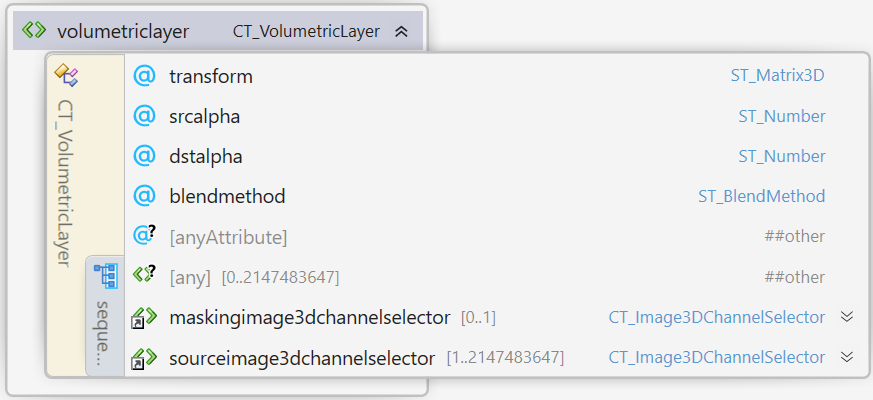 volumetriclayer CT_VolumetricLayer
CT_VolumetricLayer
transform ST_Matrix3D
srcalpha ST_Number
dstalpha ST_Number
blendmethod ST_BlendMethod
[anyAttribute] ##other
seque...
[any] [0..2147483647] ##other
maskingimage3dchannelselector [0..1] CT_Image3DChannelSelector
sourceimage3dchannelselector [1..2147483647] CT_Image3DChannelSelector